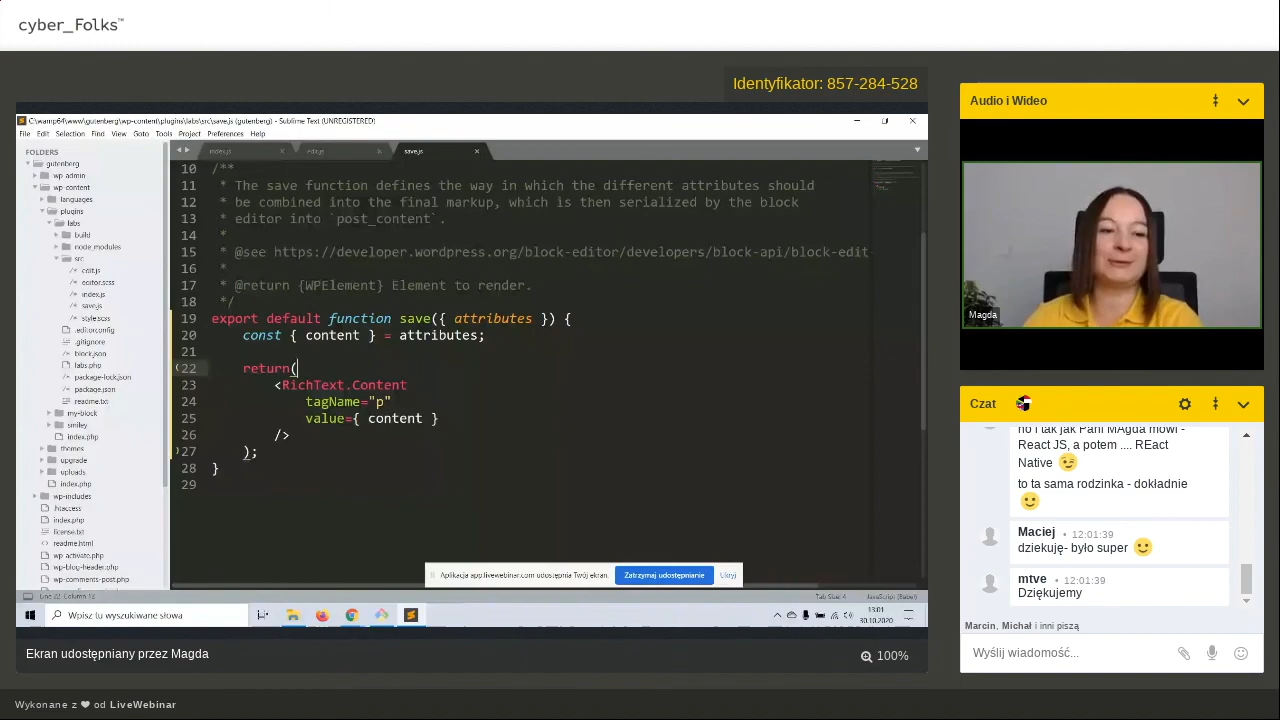 cyber_Folks™
Identyfikator: 857-284-528
C:\wamp64\www\gutenberg\wp-content\plugins\labs\src\save.js (gutenberg) - Sublime Text (UNREGISTERED)
File Edit Selection Find View Goto Tools Project Preferences Help
FOLDERS
gutenberg
wp-admin
wp-content
languages
plugins
labs
build
node_modules
src
edit.js
editor.scss
index.js
save.js
style.scss
.editorconfig
.gitignore
block.json
labs.php
package-lock.json
package.json
readme.txt
my-block
smiley
index.php
themes
upgrade
uploads
index.php
wp-includes
.htaccess
index.php
license.txt
readme.html
wp-activate.php
wp-blog-header.php
wp-comments-post.php
index.js edit.js save.js
10 /**
11 * The save function defines the way in which the different attributes should
12 * be combined into the final markup, which is then serialized by the block
13 * editor into `post_content`.
14 *
15 * @see https://developer.wordpress.org/block-editor/developers/block-api/block-edit-
16 *
17 * @return {WPElement} Element to render.
18 */
19 export default function save({ attributes }) {
20 const { content } = attributes;
21
22 return(
23 <RichText.Content
24 tagName="p"
25 value={ content }
26 />
27 );
28 }
29
Aplikacja app.livewebinar.com udostępnia Twój ekran.
Zatrzymaj udostępnianie
Ukryj
Line 22, Column 12
Tab Size: 4
JavaScript (Babel)
Wpisz tu wyszukiwane słowa
13:01
30.10.2020
Ekran udostępniany przez Magda
100%
Audio i Wideo
Magda
Czat
no i tak jak Pani MAgda mówi -
React JS, a potem .... REact
Native
to ta sama rodzinka - dokładnie
Maciej • 12:01:39
dziekuję- było super
mtve • 12:01:39
Dziękujemy
Marcin, Michał i inni piszą
Wyślij wiadomość...
Wykonane z ❤ od LiveWebinar